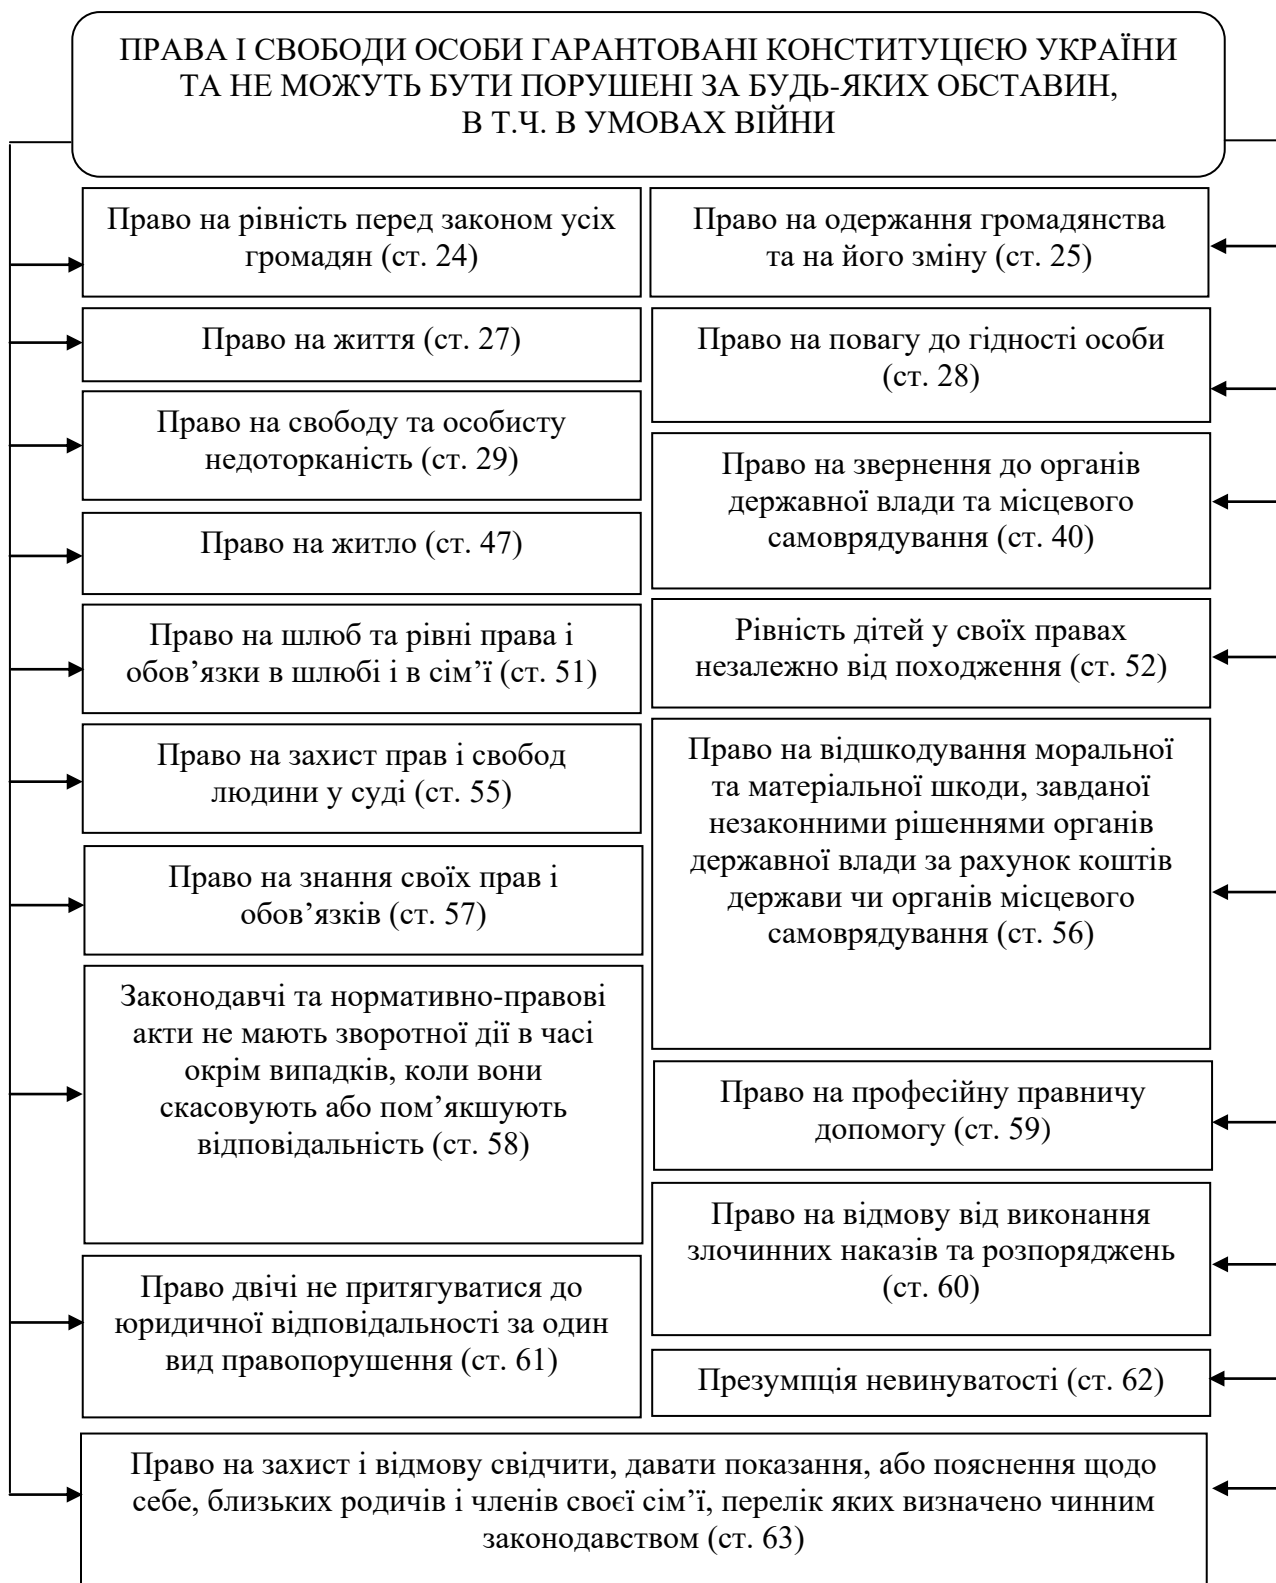 ПРАВА І СВОБОДИ ОСОБИ ГАРАНТОВАНІ КОНСТИТУЦІЄЮ УКРАЇНИ
ТА НЕ МОЖУТЬ БУТИ ПОРУШЕНІ ЗА БУДЬ-ЯКИХ ОБСТАВИН,
В Т.Ч. В УМОВАХ ВІЙНИ
Право на рівність перед законом усіх
громадян (ст. 24)
Право на одержання громадянства
та на його зміну (ст. 25)
Право на життя (ст. 27)
Право на повагу до гідності особи
(ст. 28)
Право на свободу та особисту
недоторканість (ст. 29)
Право на звернення до органів
державної влади та місцевого
самоврядування (ст. 40)
Право на житло (ст. 47)
Право на шлюб та рівні права і
обов’язки в шлюбі і в сім’ї (ст. 51)
Рівність дітей у своїх правах
незалежно від походження (ст. 52)
Право на захист прав і свобод
людини у суді (ст. 55)
Право на відшкодування моральної
та матеріальної шкоди, завданої
незаконними рішеннями органів
державної влади за рахунок коштів
держави чи органів місцевого
самоврядування (ст. 56)
Право на знання своїх прав і
обов’язків (ст. 57)
Законодавчі та нормативно-правові
акти не мають зворотної дії в часі
окрім випадків, коли вони
скасовують або пом’якшують
відповідальність (ст. 58)
Право на професійну правничу
допомогу (ст. 59)
Право на відмову від виконання
злочинних наказів та розпоряджень
(ст. 60)
Право двічі не притягуватися до
юридичної відповідальності за один
вид правопорушення (ст. 61)
Презумпція невинуватості (ст. 62)
Право на захист і відмову свідчити, давати показання, або пояснення щодо
себе, близьких родичів і членів своєї сім’ї, перелік яких визначено чинним
законодавством (ст. 63)